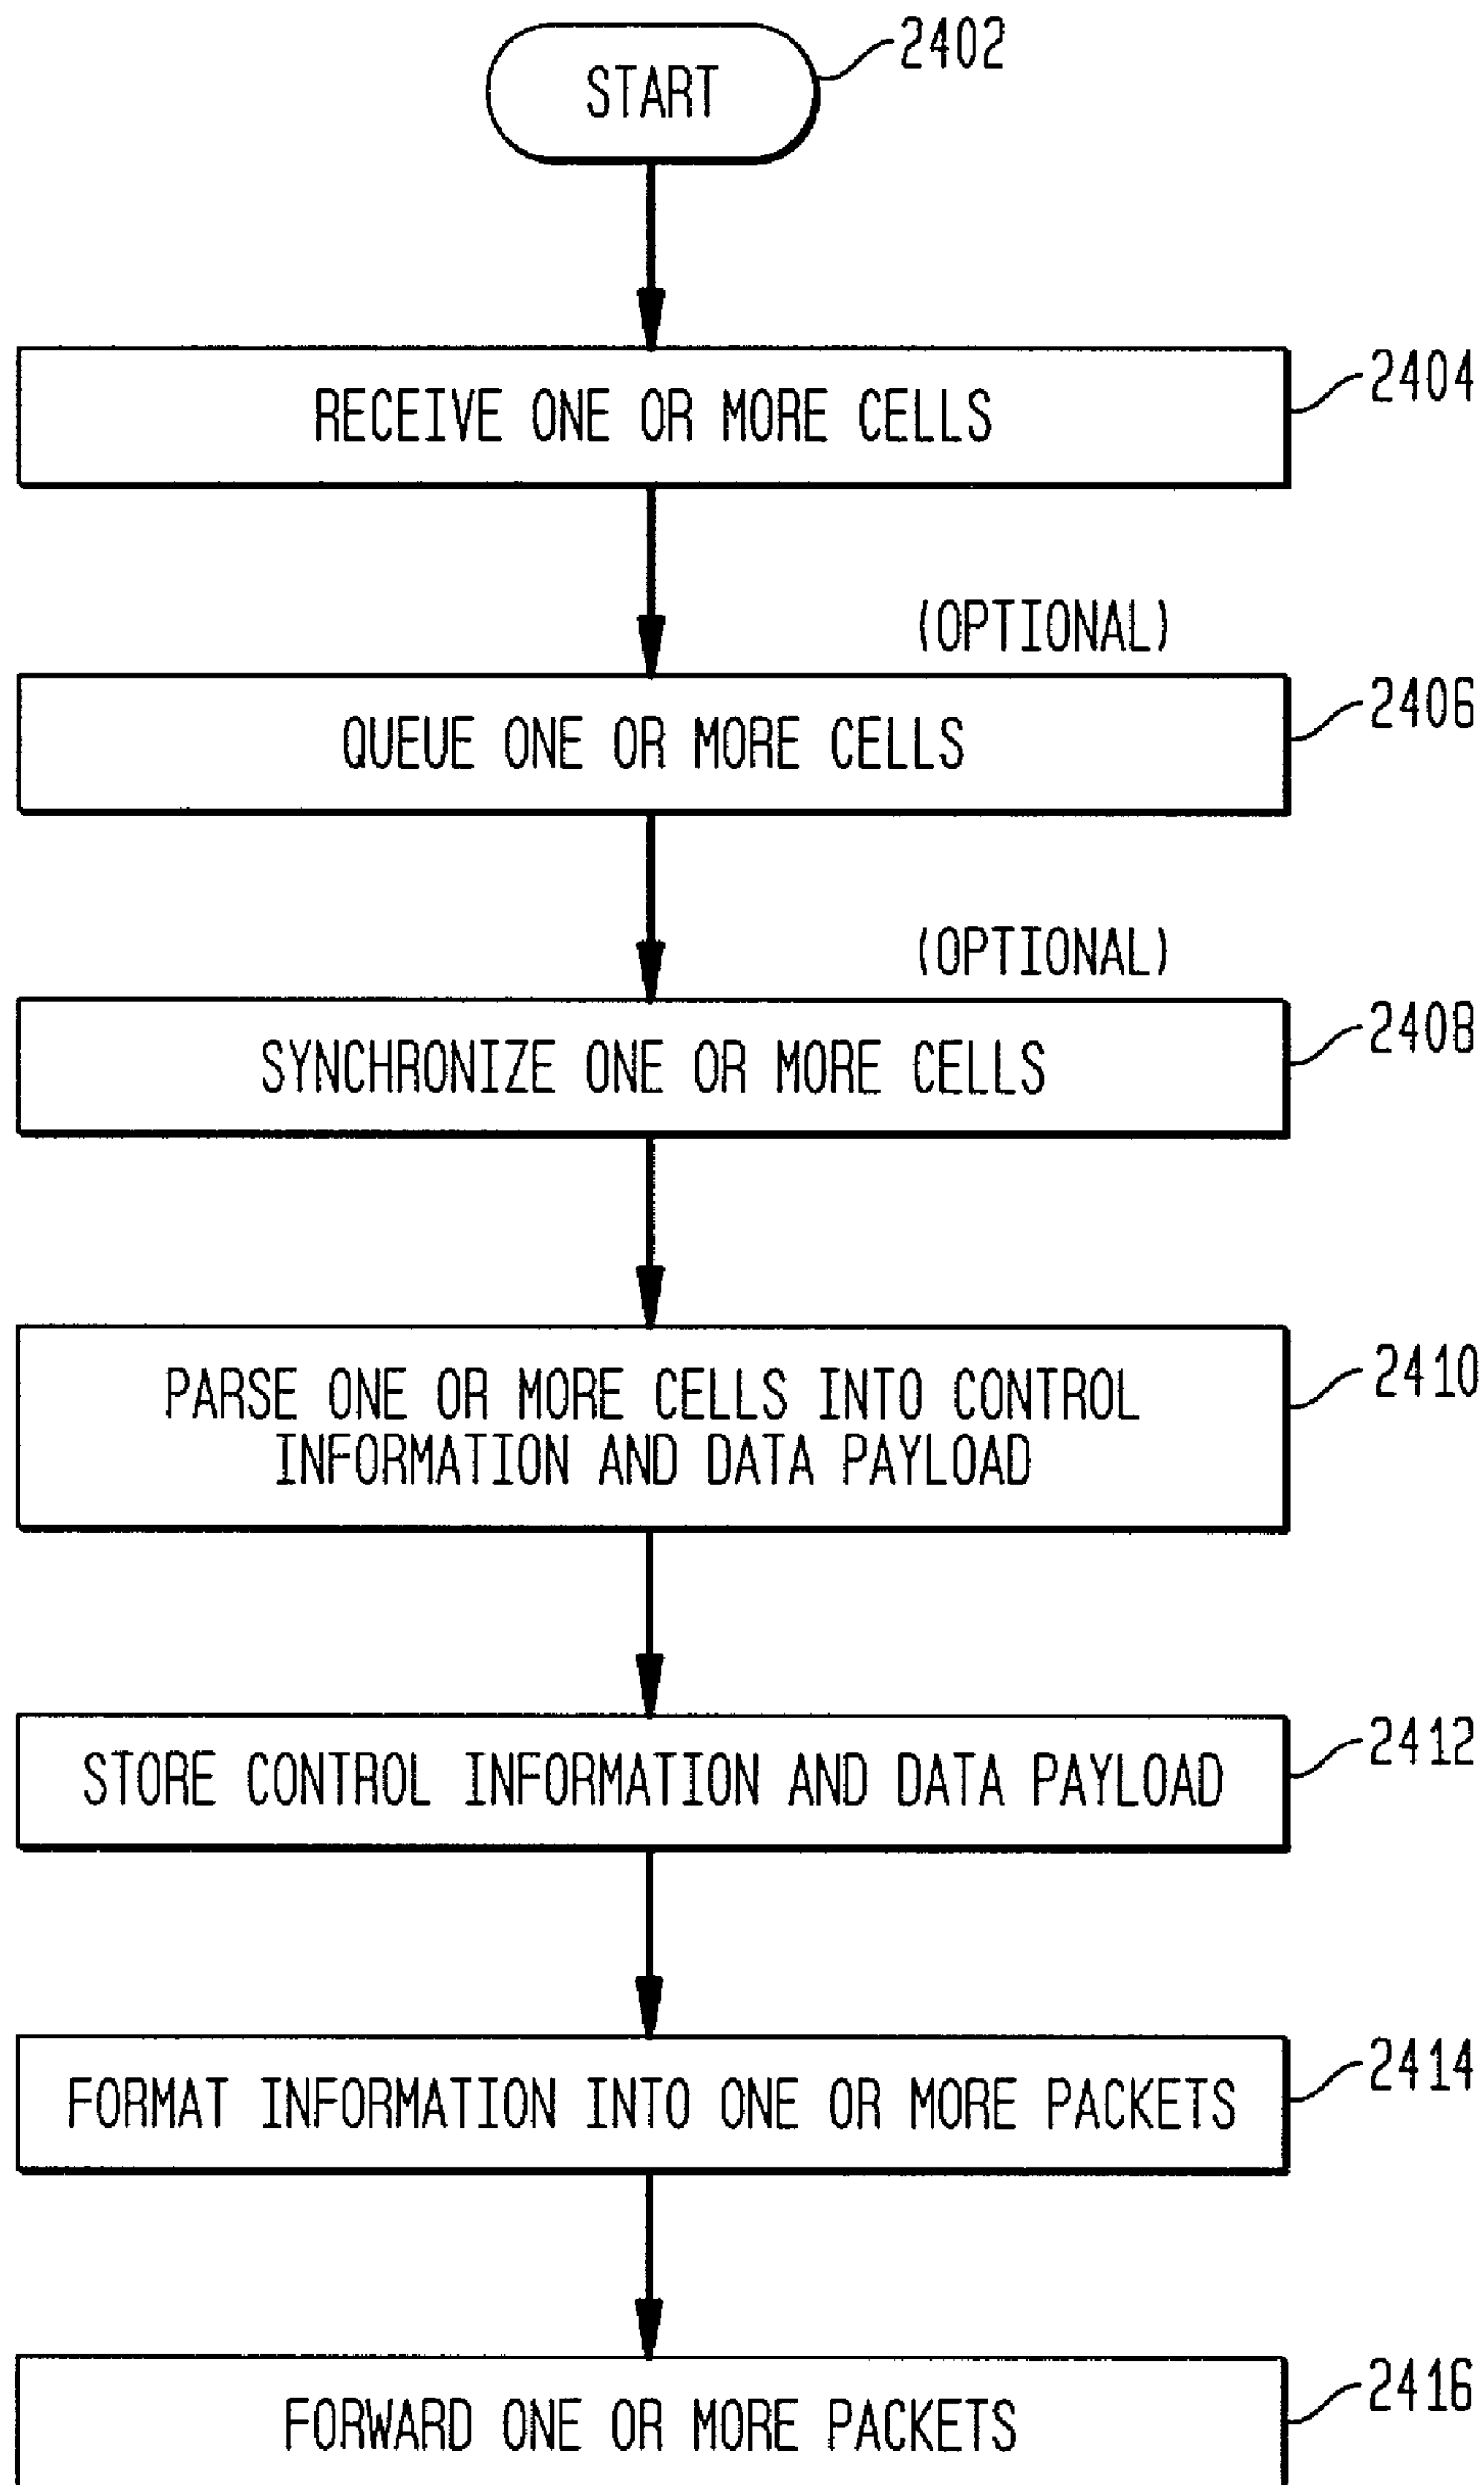 START
2402
RECEIVE ONE OR MORE CELLS
2404
(OPTIONAL)
QUEUE ONE OR MORE CELLS
2406
(OPTIONAL)
SYNCHRONIZE ONE OR MORE CELLS
2408
PARSE ONE OR MORE CELLS INTO CONTROL
INFORMATION AND DATA PAYLOAD
2410
STORE CONTROL INFORMATION AND DATA PAYLOAD
2412
FORMAT INFORMATION INTO ONE OR MORE PACKETS
2414
FORWARD ONE OR MORE PACKETS
2416